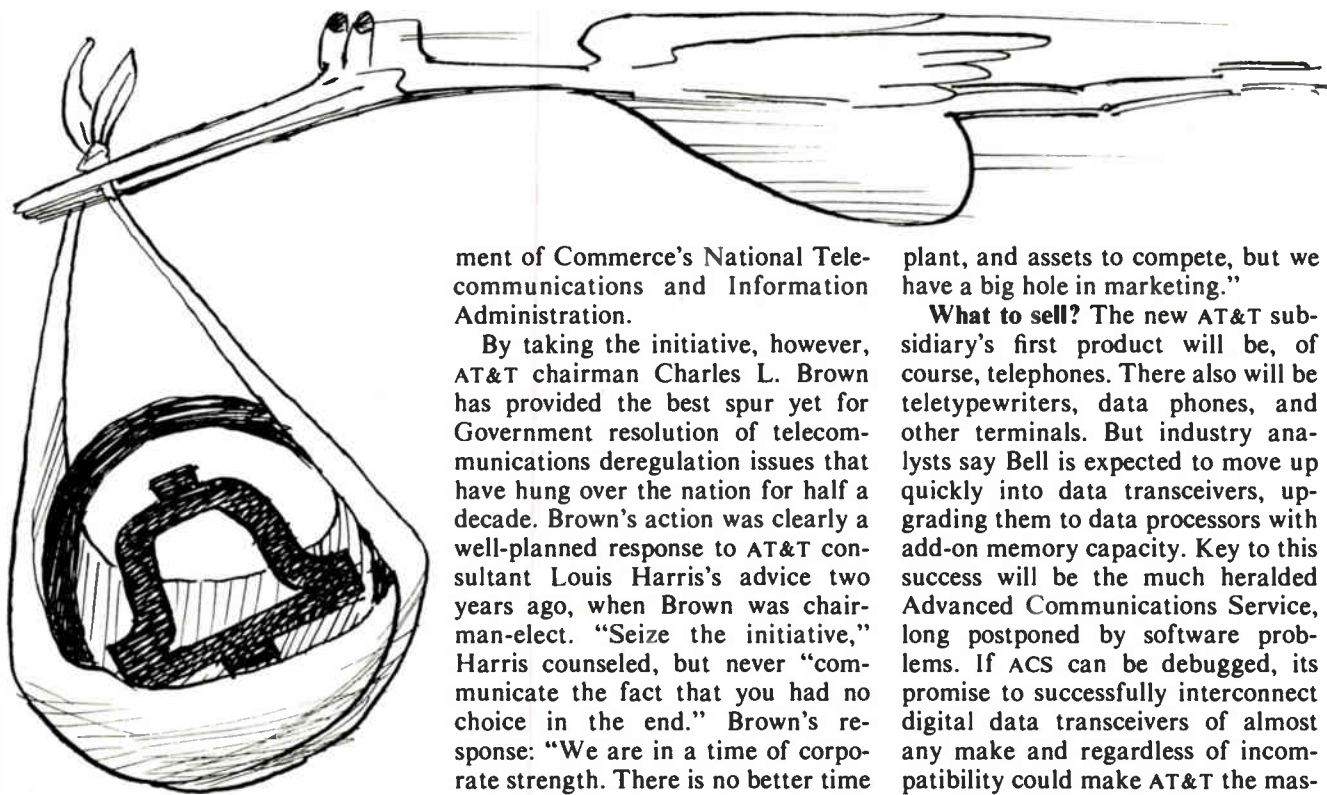 ment of Commerce's National Tele-
communications and Information
Administration.
By taking the initiative, however,
AT&T chairman Charles L. Brown
has provided the best spur yet for
Government resolution of telecom-
munications deregulation issues that
have hung over the nation for half a
decade. Brown's action was clearly a
well-planned response to AT&T con-
sultant Louis Harris's advice two
years ago, when Brown was chair-
man-elect. "Seize the initiative,"
Harris counseled, but never "com-
municate the fact that you had no
choice in the end." Brown's re-
sponse: "We are in a time of corpo-
rate strength. There is no better time
plant, and assets to compete, but we
have a big hole in marketing."
What to sell? The new AT&T sub-
sidiary's first product will be, of
course, telephones. There also will be
teletypewriters, data phones, and
other terminals. But industry ana-
lysts say Bell is expected to move up
quickly into data transceivers, up-
grading them to data processors with
add-on memory capacity. Key to this
success will be the much heralded
Advanced Communications Service,
long postponed by software prob-
lems. If ACS can be debugged, its
promise to successfully interconnect
digital data transceivers of almost
any make and regardless of incom-
patibility could make AT&T the mas-